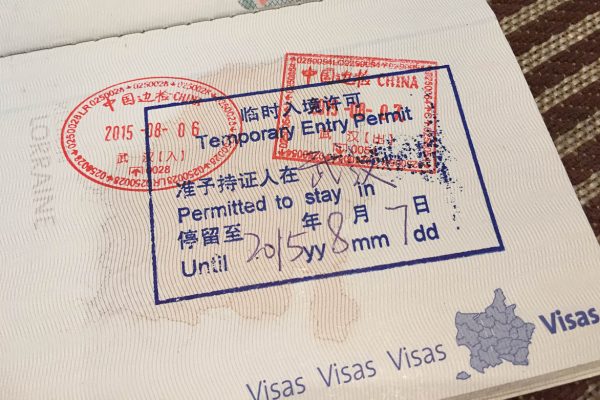 中国边检 CHINA
2015-08-06
武 汉 (入)
0028
中国边检 CHINA
武 汉 (出)
临时入境许可
Temporary Entry Permit
准予持证人在 武汉
Permitted to stay in
停留至 年 月 日
Until 2015 yy 8 mm 7 dd
LORRAINE
Visas Visas Visas Visas